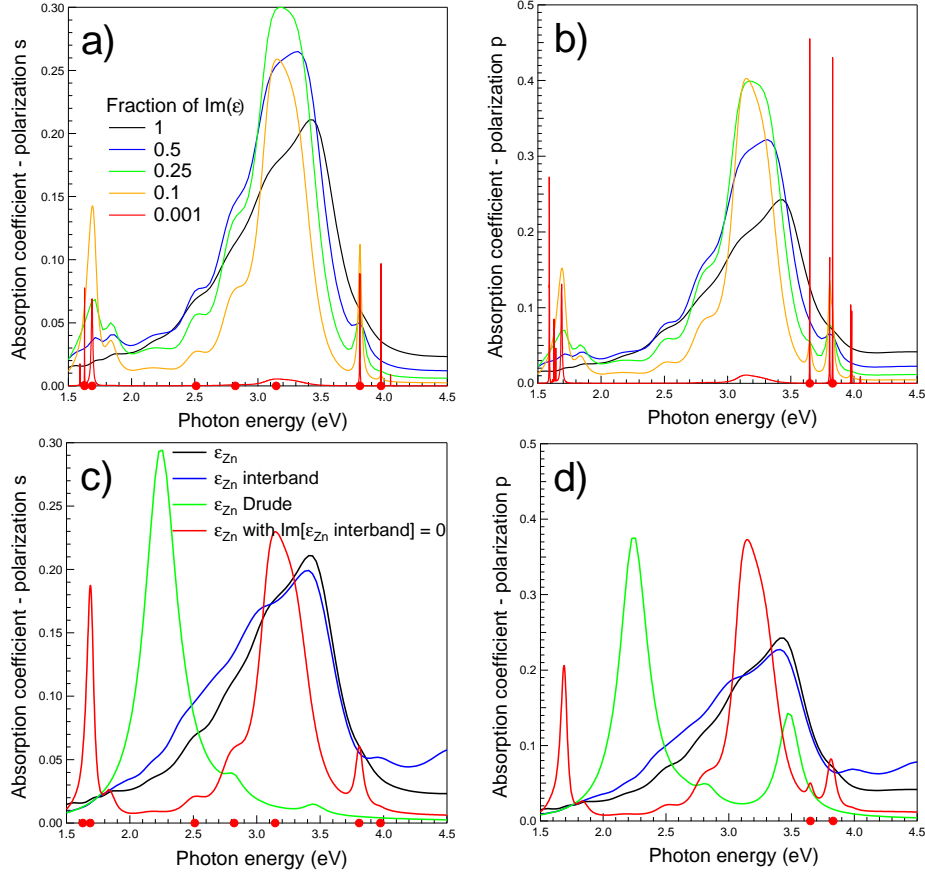 a)
Absorption coefficient - polarization s
0.30
0.25
0.20
0.15
0.10
0.05
0.00
Fraction of Im(ε)
1
0.5
0.25
0.1
0.001
1.5 2.0 2.5 3.0 3.5 4.0 4.5
Photon energy (eV)
b)
Absorption coefficient - polarization p
0.5
0.4
0.3
0.2
0.1
0.0
1.5 2.0 2.5 3.0 3.5 4.0 4.5
Photon energy (eV)
c)
Absorption coefficient - polarization s
0.30
0.25
0.20
0.15
0.10
0.05
0.00
εZn
εZn interband
εZn Drude
εZn with Im[εZn interband] = 0
1.5 2.0 2.5 3.0 3.5 4.0 4.5
Photon energy (eV)
d)
Absorption coefficient - polarization p
0.5
0.4
0.3
0.2
0.1
0.0
1.5 2.0 2.5 3.0 3.5 4.0 4.5
Photon energy (eV)